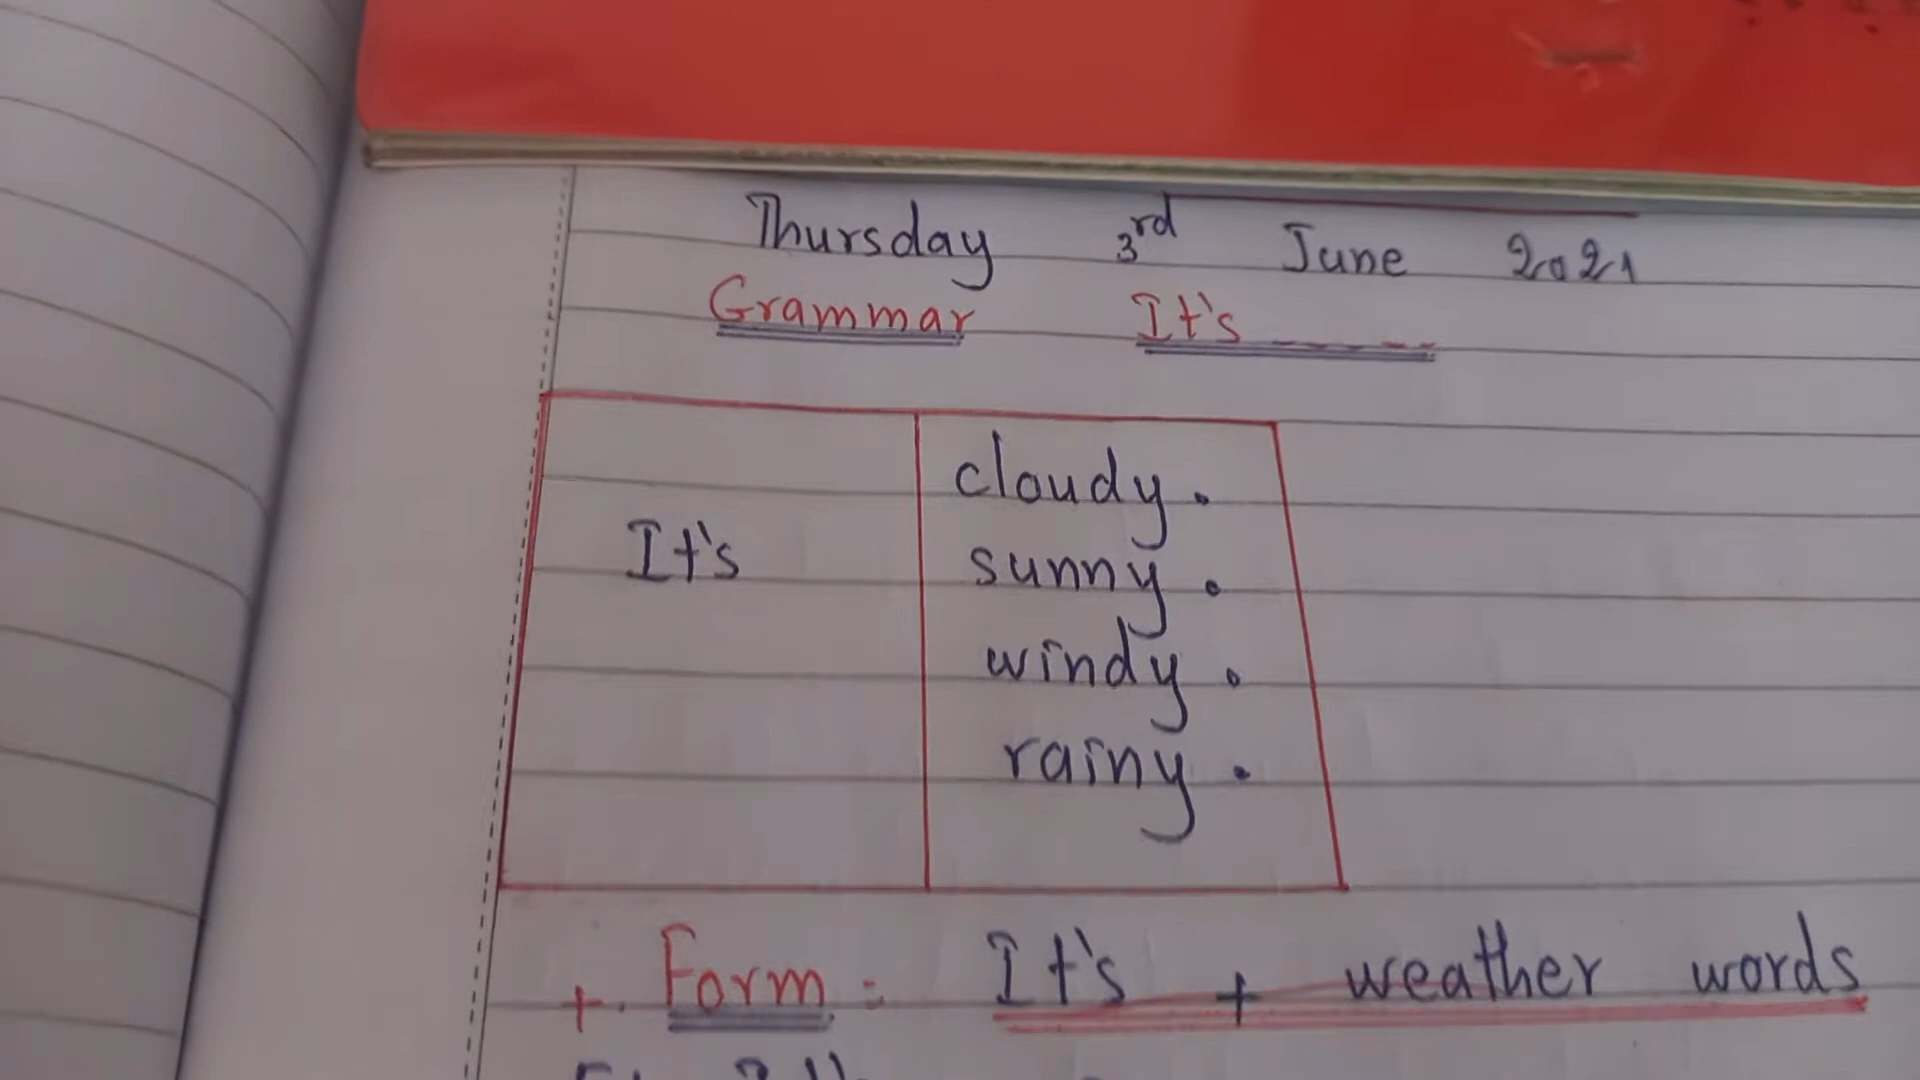 Thursday 3rd June 2021
Grammar It's _ _ _ _ _
cloudy.
It's
sunny.
windy.
rainy.
+ Form: It's + weather words